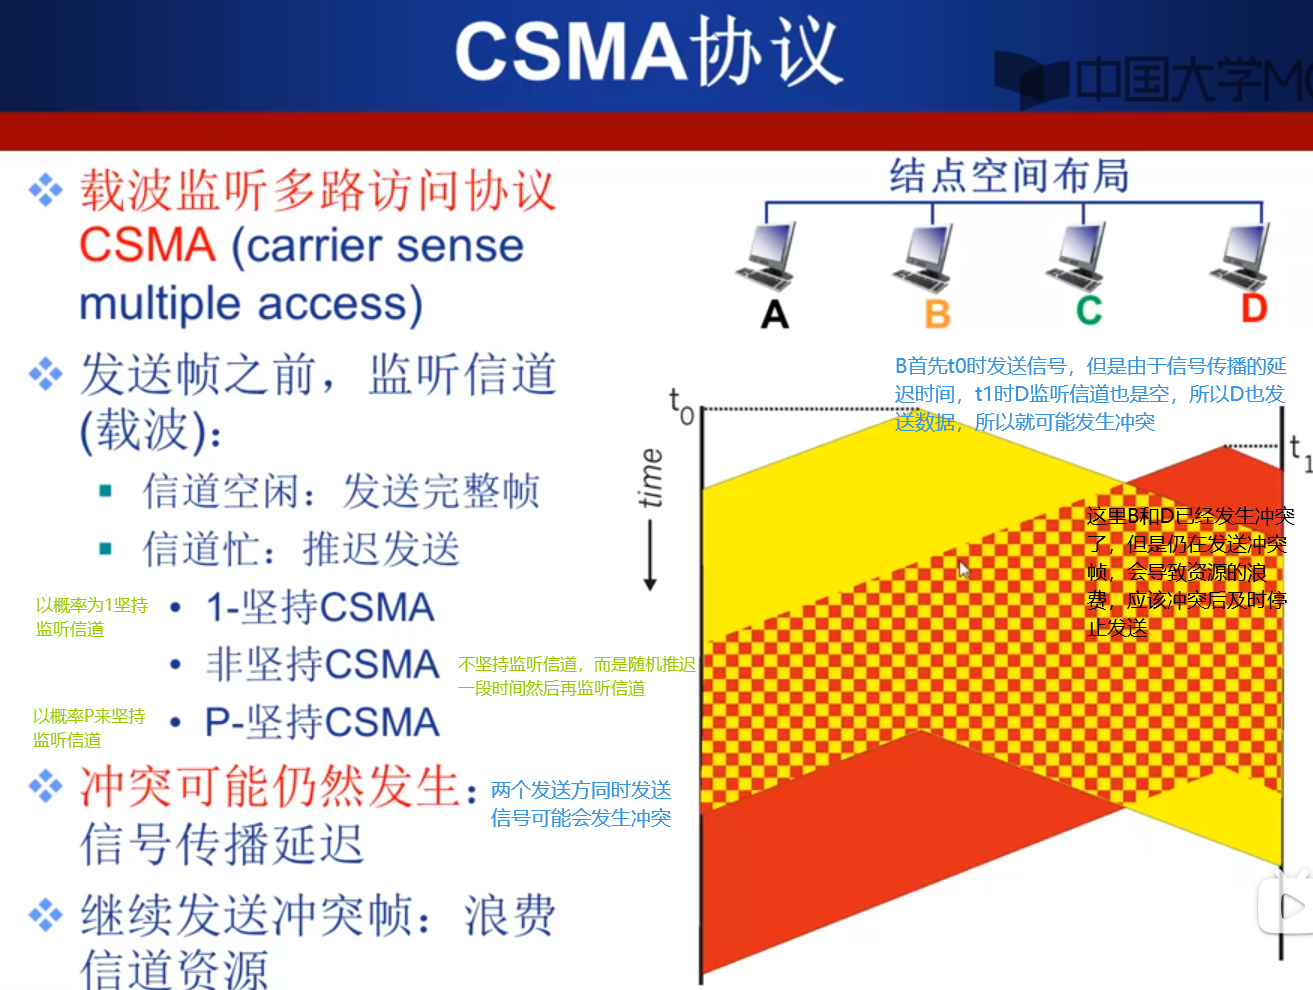 CSMA协议
中国大学MO
载波监听多路访问协议
CSMA (carrier sense
multiple access)
发送帧之前，监听信道
(载波)：
信道空闲：发送完整帧
信道忙：推迟发送
以概率为1坚持
监听信道
1-坚持CSMA
非坚持CSMA
不坚持监听信道，而是随机推迟
一段时间然后再监听信道
以概率P来坚持
监听信道
P-坚持CSMA
冲突可能仍然发生：
信号传播延迟
两个发送方同时发送
信号可能会发生冲突
继续发送冲突帧：浪费
信道资源
结点空间布局
A B C D
B首先t0时发送信号，但是由于信号传播的延
迟时间，t1时D监听信道也是空，所以D也发
送数据，所以就可能发生冲突
t0
time
t1
这里B和D已经发生冲突
了，但是仍在发送冲突
帧，会导致资源的浪
费，应该冲突后及时停
止发送